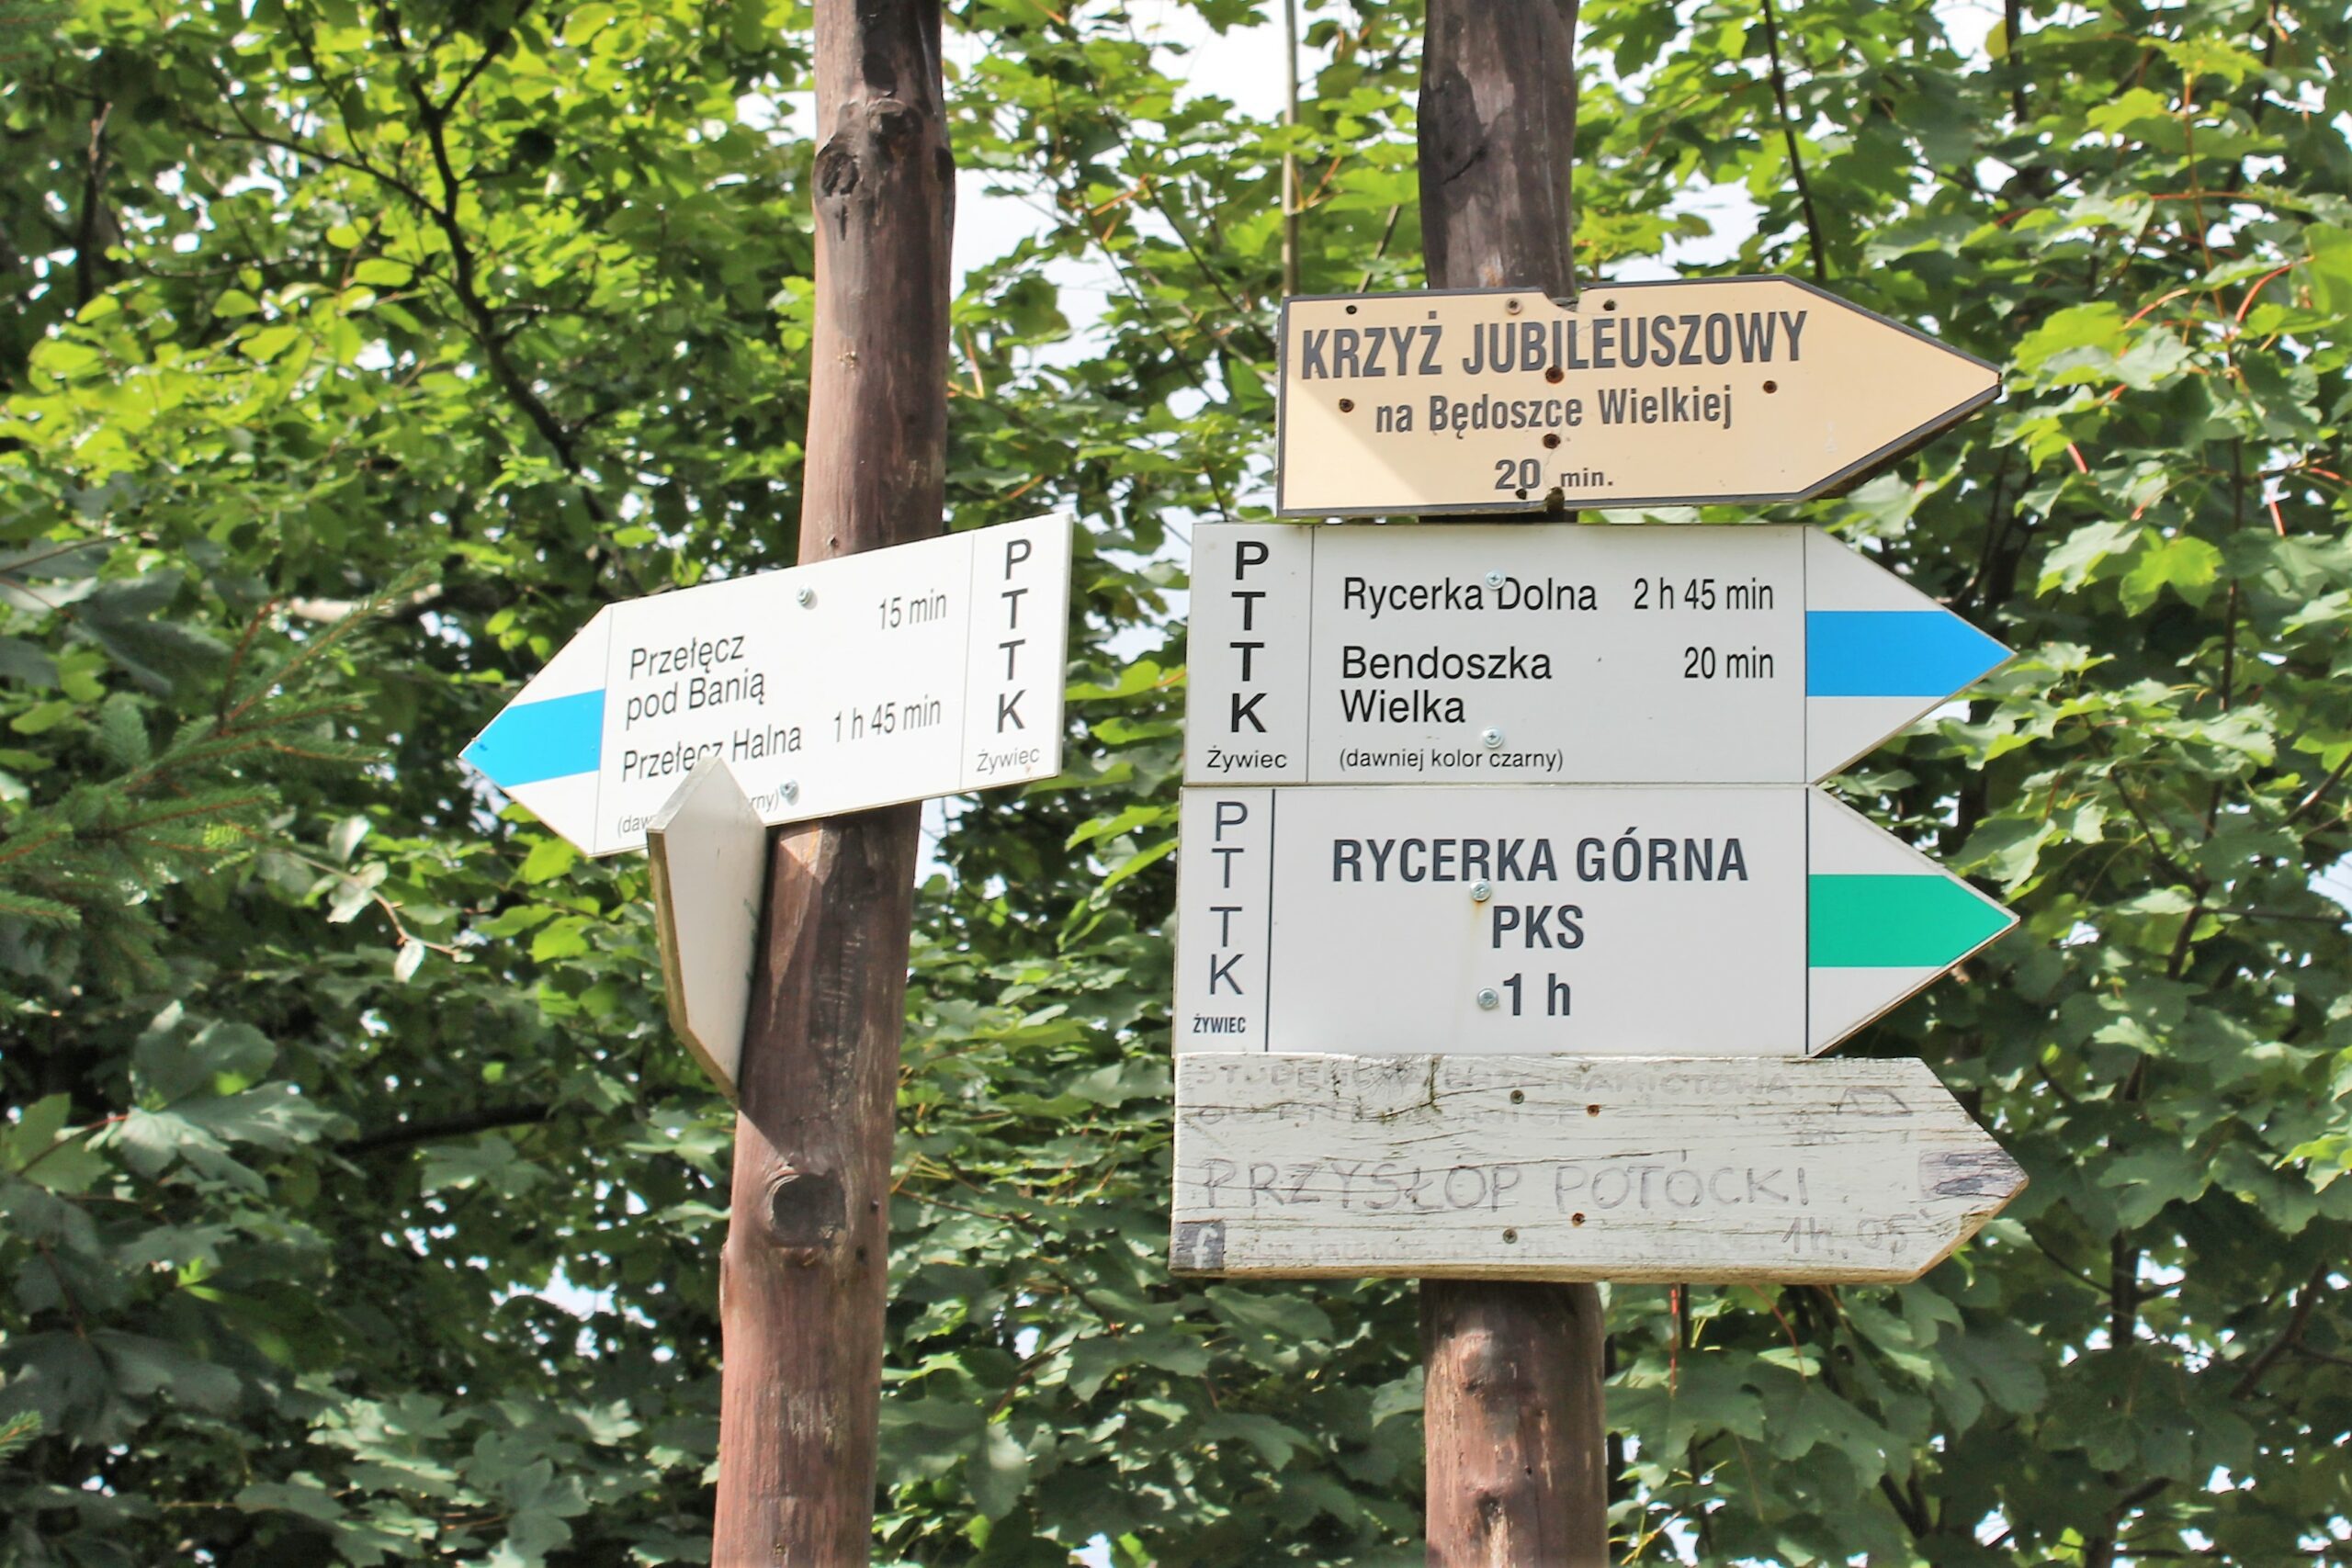 15 min
Przełęcz
pod Banią
Przełęcz Halna 1 h 45 min
PTTK
Żywiec
KRZYŻ JUBILEUSZOWY
na Będoszce Wielkiej
20 min.
PTTK
Żywiec
Rycerka Dolna 2 h 45 min
Bendoszka 20 min
Wielka
(dawniej kolor czarny)
PTTK
ŻYWIEC
RYCERKA GÓRNA
PKS
1 h
NAMIOTOWA
PRZYSŁOP POTÓCKI
1h 05'
f